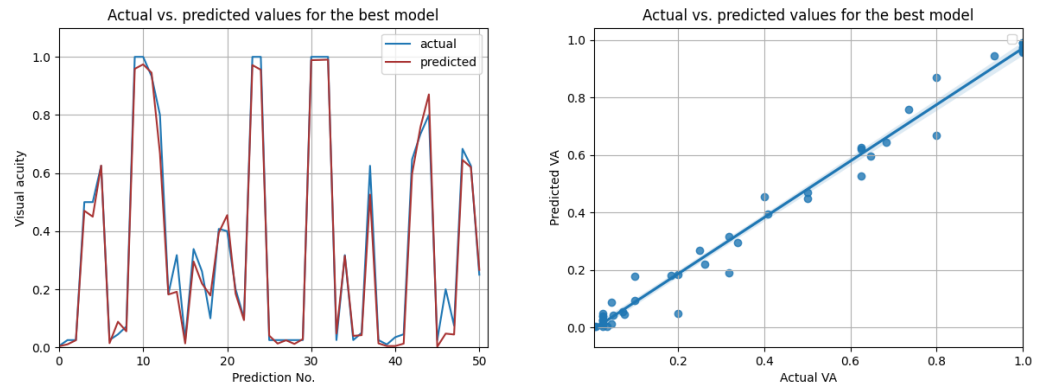 Actual vs. predicted values for the best model
1.0
0.8
0.6
0.4
0.2
0.0
Visual acuity
actual
predicted
0 10 20 30 40 50
Prediction No.
Actual vs. predicted values for the best model
1.0
0.8
0.6
0.4
0.2
0.0
Predicted VA
0.2 0.4 0.6 0.8 1.0
Actual VA